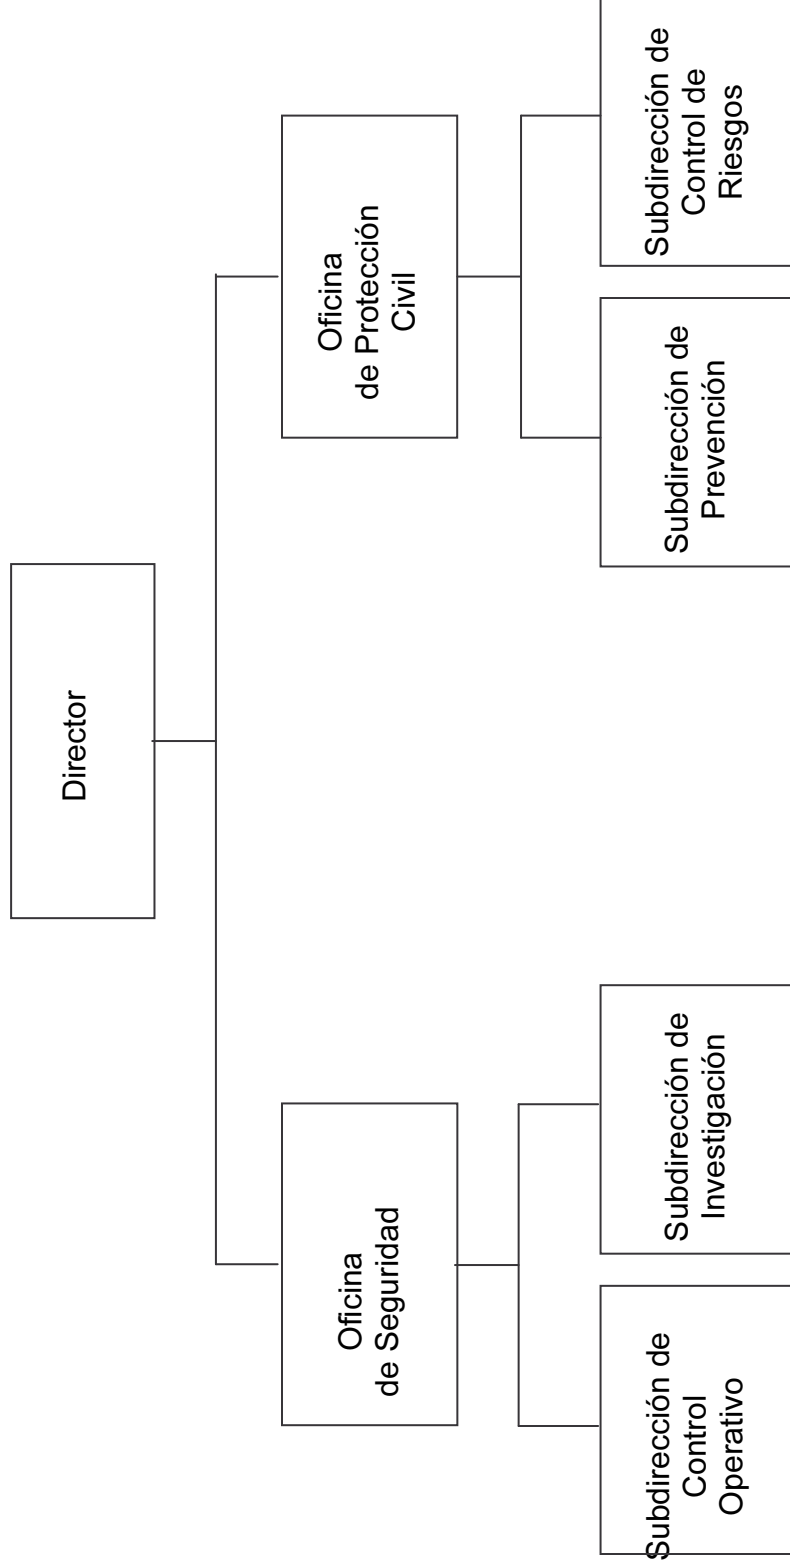 Director
Oficina
de Seguridad
Oficina
de Protección
Civil
Subdirección de
Control
Operativo
Subdirección de
Investigación
Subdirección de
Prevención
Subdirección de
Control de
Riesgos